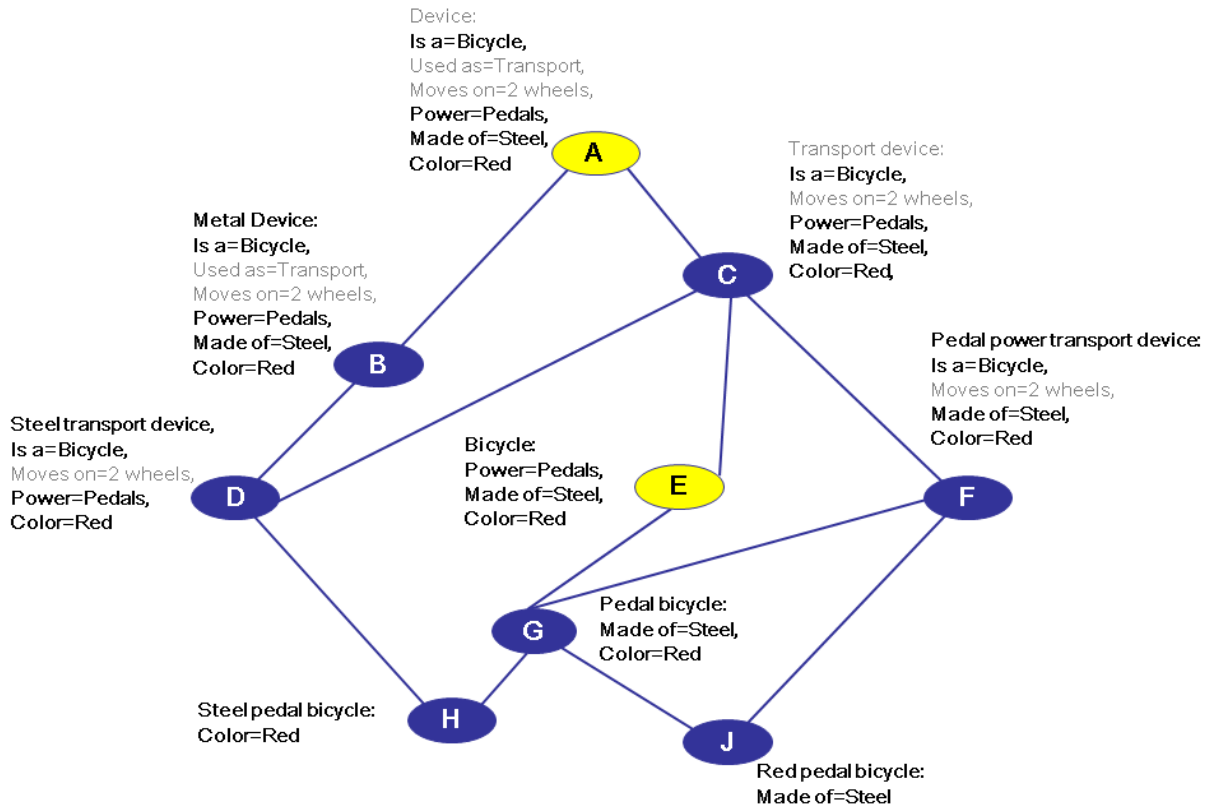 Device:
Is a=Bicycle,
Used as=Transport,
Moves on=2 wheels,
Power=Pedals,
Made of=Steel,
Color=Red
A
Transport device:
Is a=Bicycle,
Moves on=2 wheels,
Power=Pedals,
Made of=Steel,
Color=Red,
C
Metal Device:
Is a=Bicycle,
Used as=Transport,
Moves on=2 wheels,
Power=Pedals,
Made of=Steel,
Color=Red
B
Pedal power transport device:
Is a=Bicycle,
Moves on=2 wheels,
Made of=Steel,
Color=Red
F
Steel transport device,
Is a=Bicycle,
Moves on=2 wheels,
Power=Pedals,
Color=Red
D
Bicycle:
Power=Pedals,
Made of=Steel,
Color=Red
E
G
Pedal bicycle:
Made of=Steel,
Color=Red
Steel pedal bicycle:
Color=Red
H
J
Red pedal bicycle:
Made of=Steel